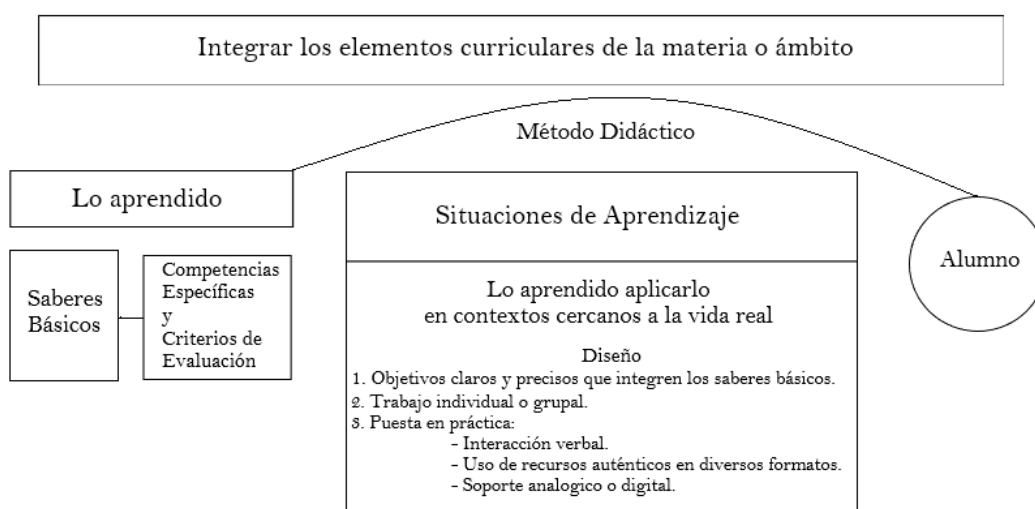 Integrar los elementos curriculares de la materia o ámbito
Método Didáctico
Lo aprendido
Saberes
Básicos
Competencias
Específicas
y
Criterios de
Evaluación
Situaciones de Aprendizaje
Lo aprendido aplicarlo
en contextos cercanos a la vida real
Diseño
1. Objetivos claros y precisos que integren los saberes básicos.
2. Trabajo individual o grupal.
3. Puesta en práctica:
- Interacción verbal.
- Uso de recursos auténticos en diversos formatos.
- Soporte analogico o digital.
Alumno